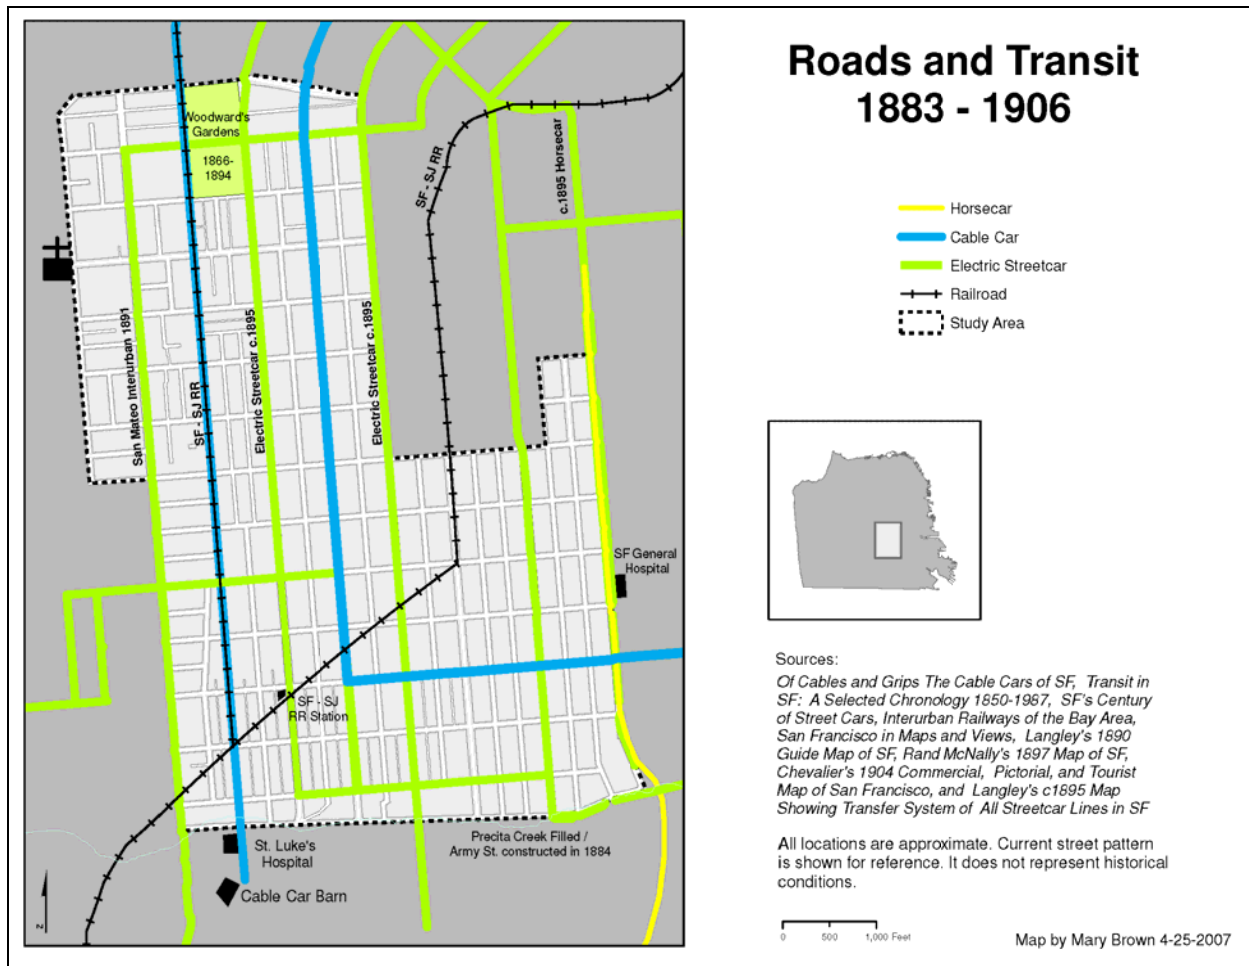 Roads and Transit
1883 - 1906
Woodward's
Gardens
1866-
1894
SF - SJ RR
c.1895 Horsecar
San Mateo Interurban 1891
SF - SJ RR
Electric Streetcar c.1895
Electric Streetcar c.1895
SF General
Hospital
SF - SJ
RR Station
Precita Creek Filled /
Army St. constructed in 1884
St. Luke's
Hospital
Cable Car Barn
Z
Horsecar
Cable Car
Electric Streetcar
Railroad
Study Area
Sources:
Of Cables and Grips The Cable Cars of SF, Transit in
SF: A Selected Chronology 1850-1987, SF's Century
of Street Cars, Interurban Railways of the Bay Area,
San Francisco in Maps and Views, Langley's 1890
Guide Map of SF, Rand McNally's 1897 Map of SF,
Chevalier's 1904 Commercial, Pictorial, and Tourist
Map of San Francisco, and Langley's c1895 Map
Showing Transfer System of All Streetcar Lines in SF
All locations are approximate. Current street pattern
is shown for reference. It does not represent historical
conditions.
0 500 1,000 Feet
Map by Mary Brown 4-25-2007